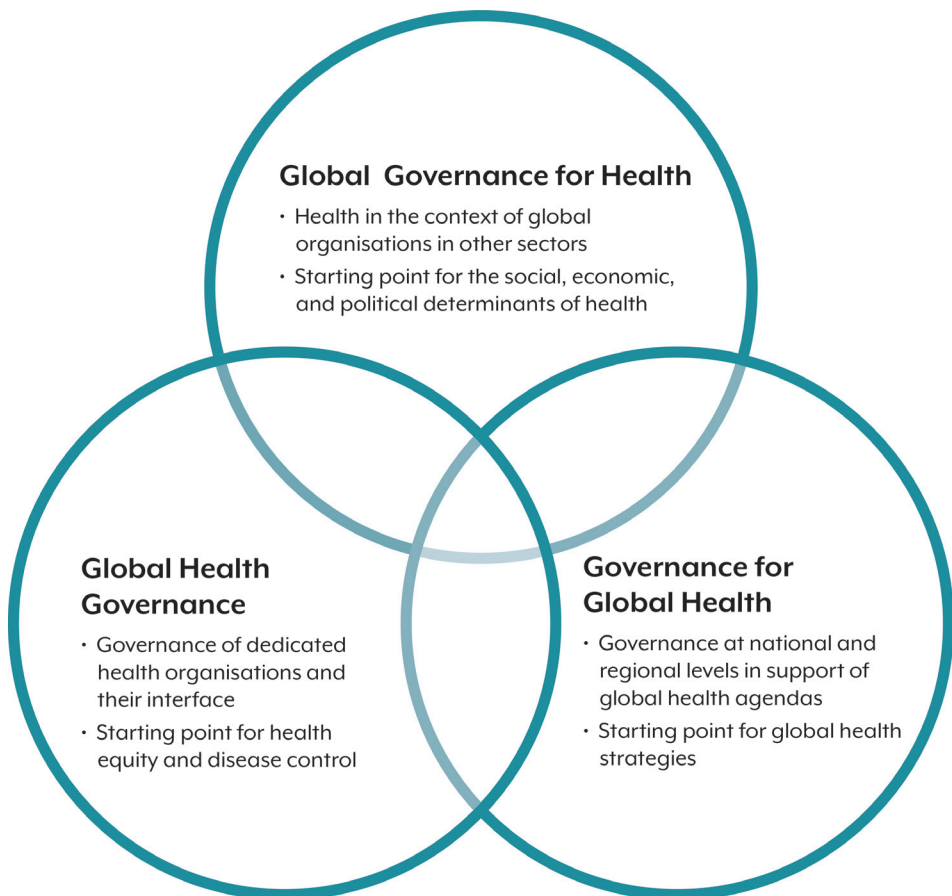 Global Governance for Health
· Health in the context of global
organisations in other sectors
· Starting point for the social, economic,
and political determinants of health
Global Health
Governance
· Governance of dedicated
health organisations and
their interface
· Starting point for health
equity and disease control
Governance for
Global Health
· Governance at national and
regional levels in support of
global health agendas
· Starting point for global health
strategies